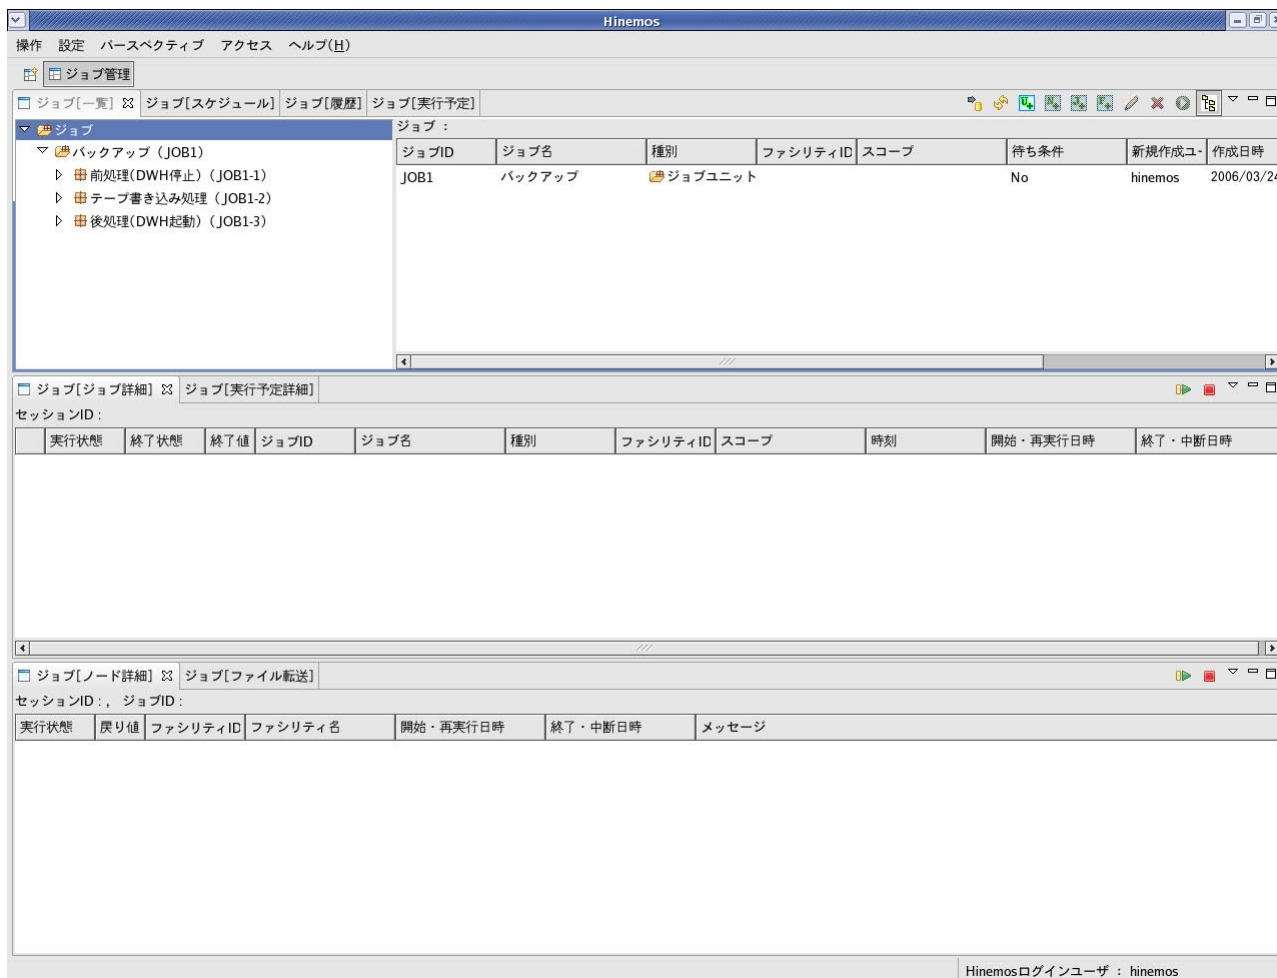 Hinemos
操作 設定 パースペクティブ アクセス ヘルプ(H)
ジョブ管理
ジョブ[一覧] ジョブ[スケジュール] ジョブ[履歴] ジョブ[実行予定]
ジョブ
バックアップ (JOB1)
前処理(DWH停止) (JOB1-1)
テープ書き込み処理 (JOB1-2)
後処理(DWH起動) (JOB1-3)
ジョブ :
ジョブID ジョブ名 種別 ファシリティID スコープ 待ち条件 新規作成ユ- 作成日時
JOB1 バックアップ ジョブユニット No hinemos 2006/03/24
ジョブ[ジョブ詳細] ジョブ[実行予定詳細]
セッションID :
実行状態 終了状態 終了値 ジョブID ジョブ名 種別 ファシリティID スコープ 時刻 開始・再実行日時 終了・中断日時
ジョブ[ノード詳細] ジョブ[ファイル転送]
セッションID : , ジョブID :
実行状態 戻り値 ファシリティID ファシリティ名 開始・再実行日時 終了・中断日時 メッセージ
Hinemosログインユーザ : hinemos